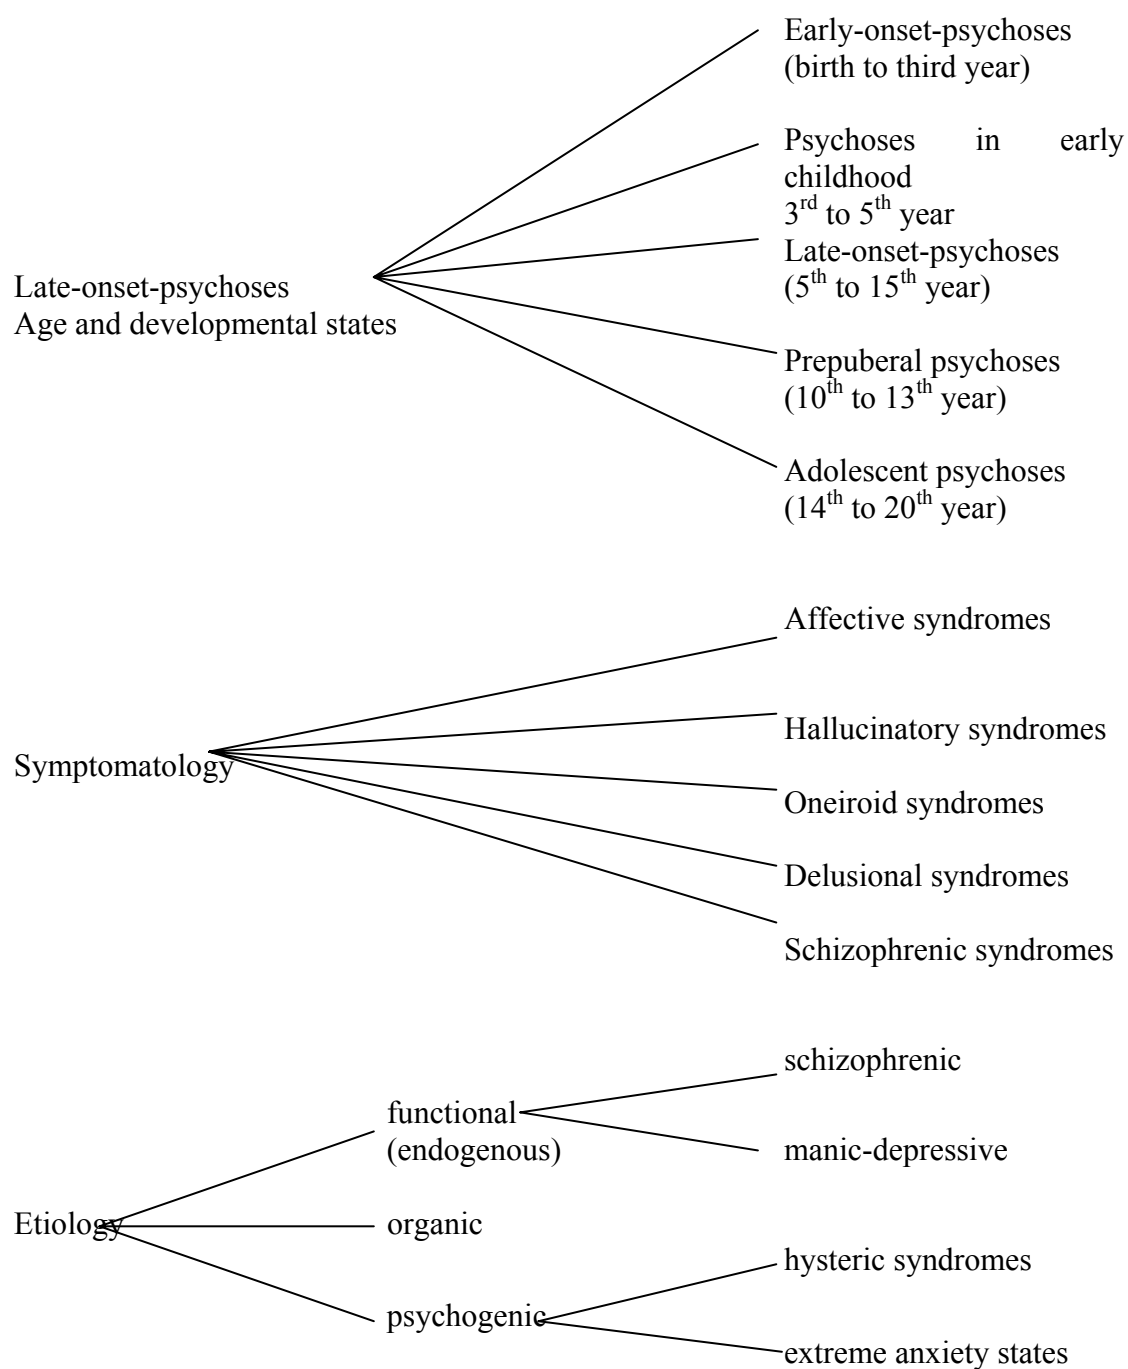 Early-onset-psychoses
(birth to third year)
Psychoses in early
childhood
3rd to 5th year
Late-onset-psychoses
(5th to 15th year)
Late-onset-psychoses
Age and developmental states
Prepuberal psychoses
(10th to 13th year)
Adolescent psychoses
(14th to 20th year)
Affective syndromes
Hallucinatory syndromes
Symptomatology
Oneiroid syndromes
Delusional syndromes
Schizophrenic syndromes
schizophrenic
functional
(endogenous)
manic-depressive
Etiology
organic
hysteric syndromes
psychogenic
extreme anxiety states